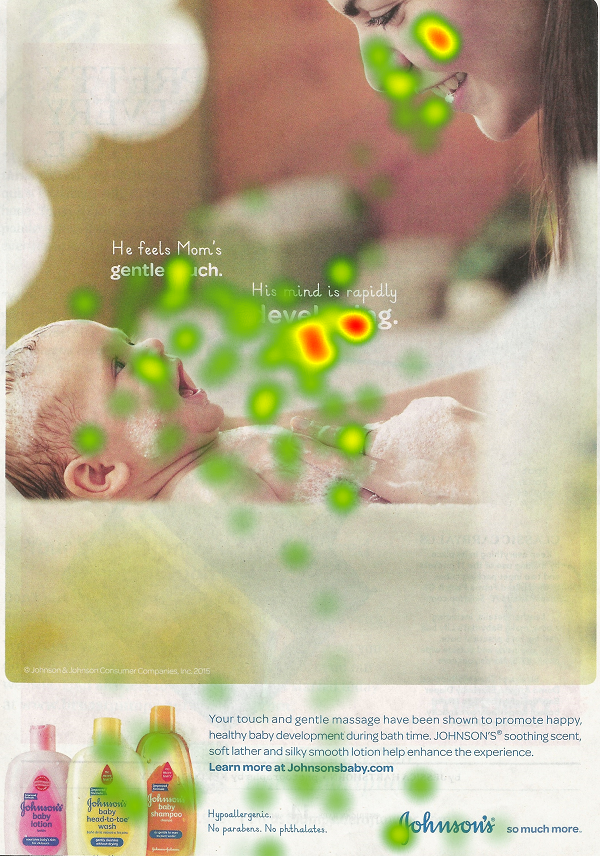 He feels Mom's
gentle touch.
His mind is rapidly
developing.
© Johnson & Johnson Consumer Companies, Inc. 2015
Your touch and gentle massage have been shown to promote happy,
healthy baby development during bath time. JOHNSON'S® soothing scent,
soft lather and silky smooth lotion help enhance the experience.
Learn more at Johnsonsbaby.com
Johnson's
baby
lotion
Johnson's
baby
head-to-toe
wash
Johnson's
baby
shampoo
Hypoallergenic.
No parabens. No phthalates.
Johnson's® so much more.